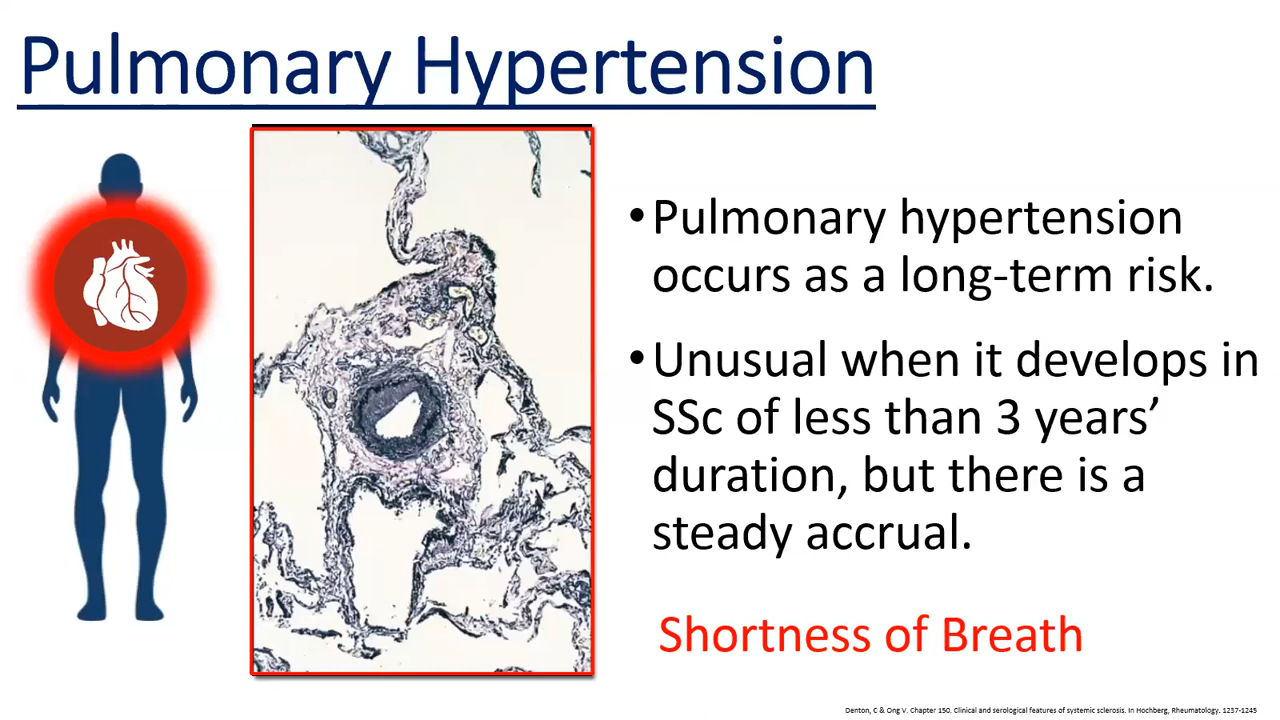 Pulmonary Hypertension
•Pulmonary hypertension
occurs as a long-term risk.
•Unusual when it develops in
SSc of less than 3 years’
duration, but there is a
steady accrual.
Shortness of Breath
Denton, C & Ong V. Chapter 150. Clinical and serological features of systemic sclerosis. In Hochberg, Rheumatology. 1237-1245